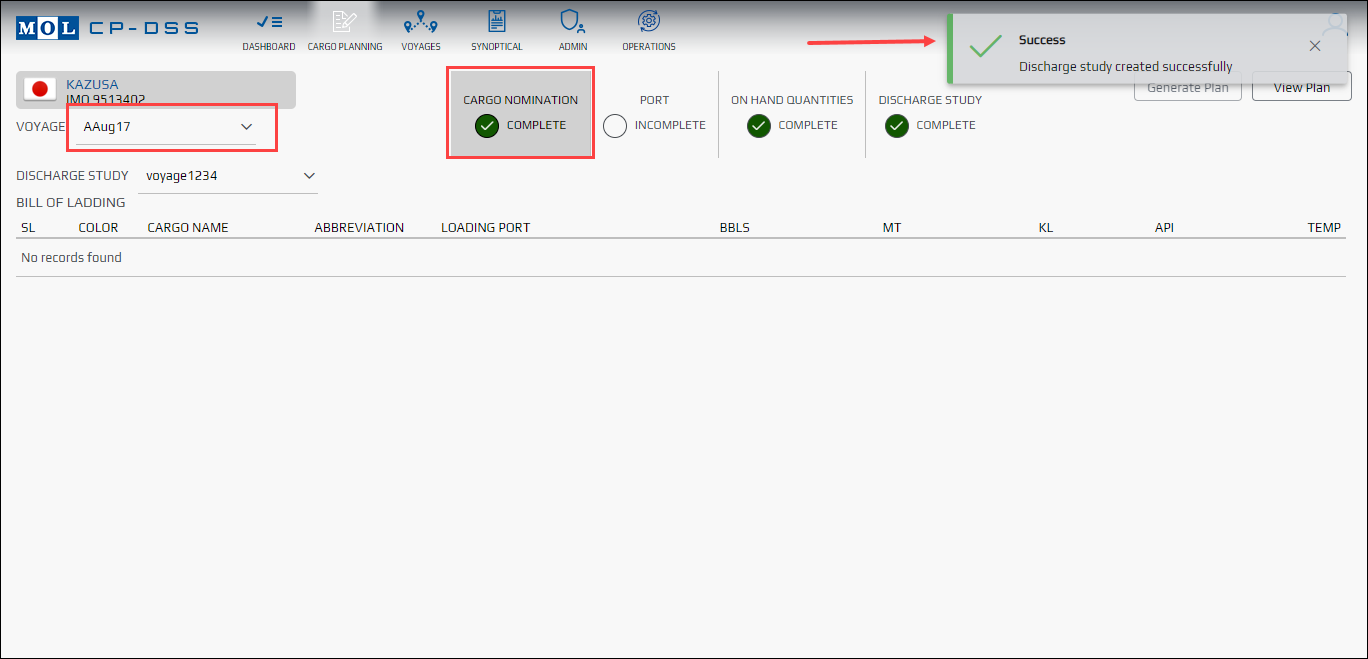 MOL CP-DSS
DASHBOARD CARGO PLANNING VOYAGES SYNOPTICAL ADMIN OPERATIONS
Success
Discharge study created successfully
KAZUSA
IMO 9513402
Generate Plan View Plan
CARGO NOMINATION PORT ON HAND QUANTITIES DISCHARGE STUDY
COMPLETE INCOMPLETE COMPLETE COMPLETE
VOYAGE AAug17
DISCHARGE STUDY voyage1234
BILL OF LADDING
SL COLOR CARGO NAME ABBREVIATION LOADING PORT BBLS MT KL API TEMP
No records found